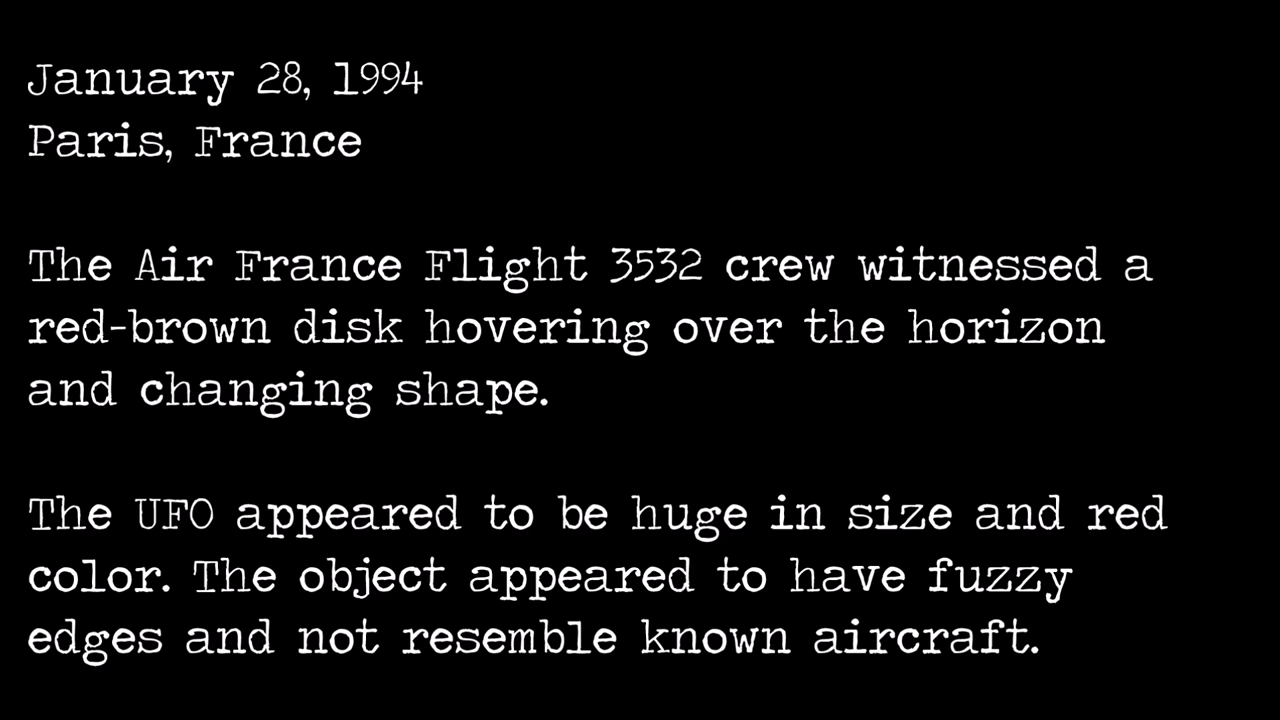 January 28, 1994
Paris, France
The Air France Flight 3532 crew witnessed a
red-brown disk hovering over the horizon
and changing shape.
The UFO appeared to be huge in size and red
color. The object appeared to have fuzzy
edges and not resemble known aircraft.